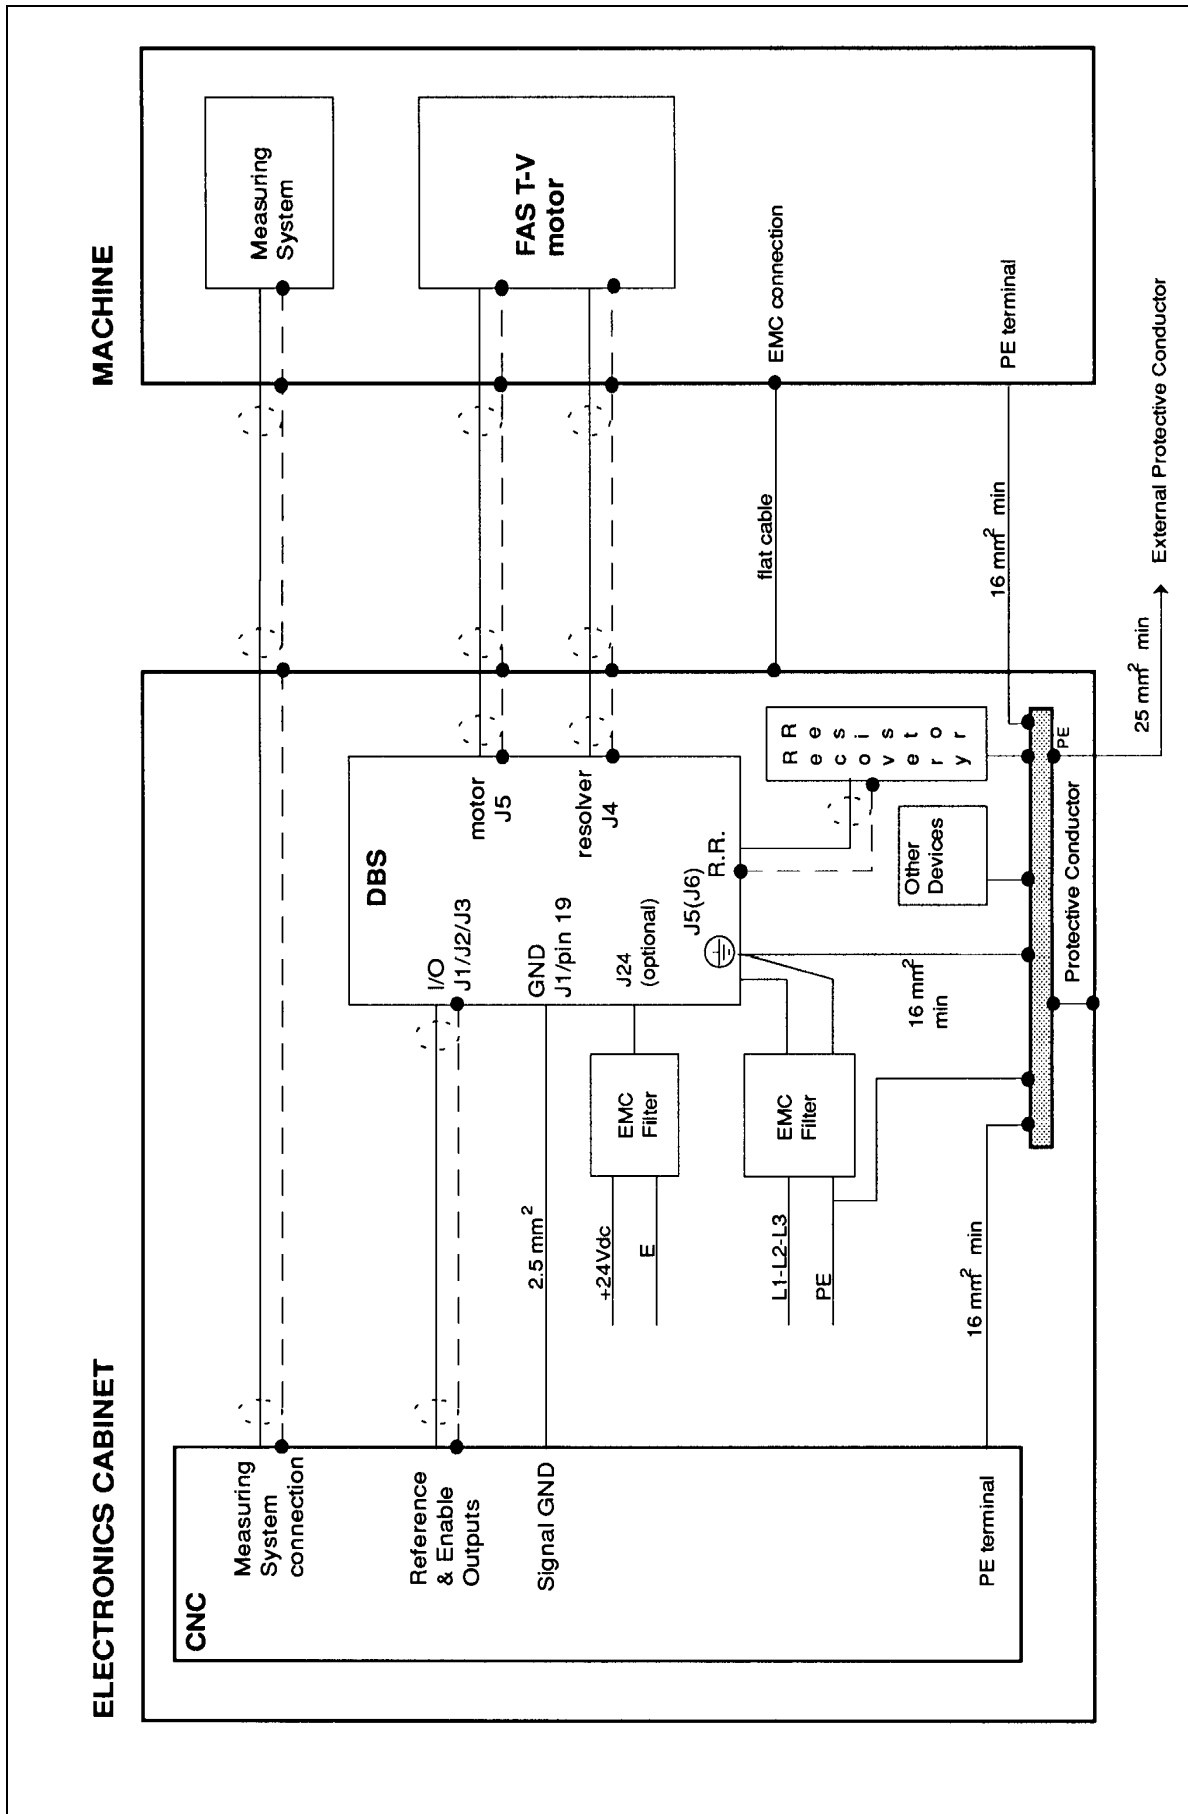 ELECTRONICS CABINET
MACHINE
CNC
Measuring
System
connection
Reference
& Enable
Outputs
Signal GND
PE terminal
2.5 mm²
+24Vdc
E
L1-L2-L3
PE
16 mm² min
EMC
Filter
EMC
Filter
DBS
I/O
J1/J2/J3
GND
J1/pin 19
J24
(optional)
motor
J5
resolver
J4
J5(J6)
R.R.
16 mm²
min
Other
Devices
Recovery
Resistor
Protective Conductor
PE
25 mm² min
External Protective Conductor
flat cable
16 mm² min
Measuring
System
FAS T-V
motor
EMC connection
PE terminal